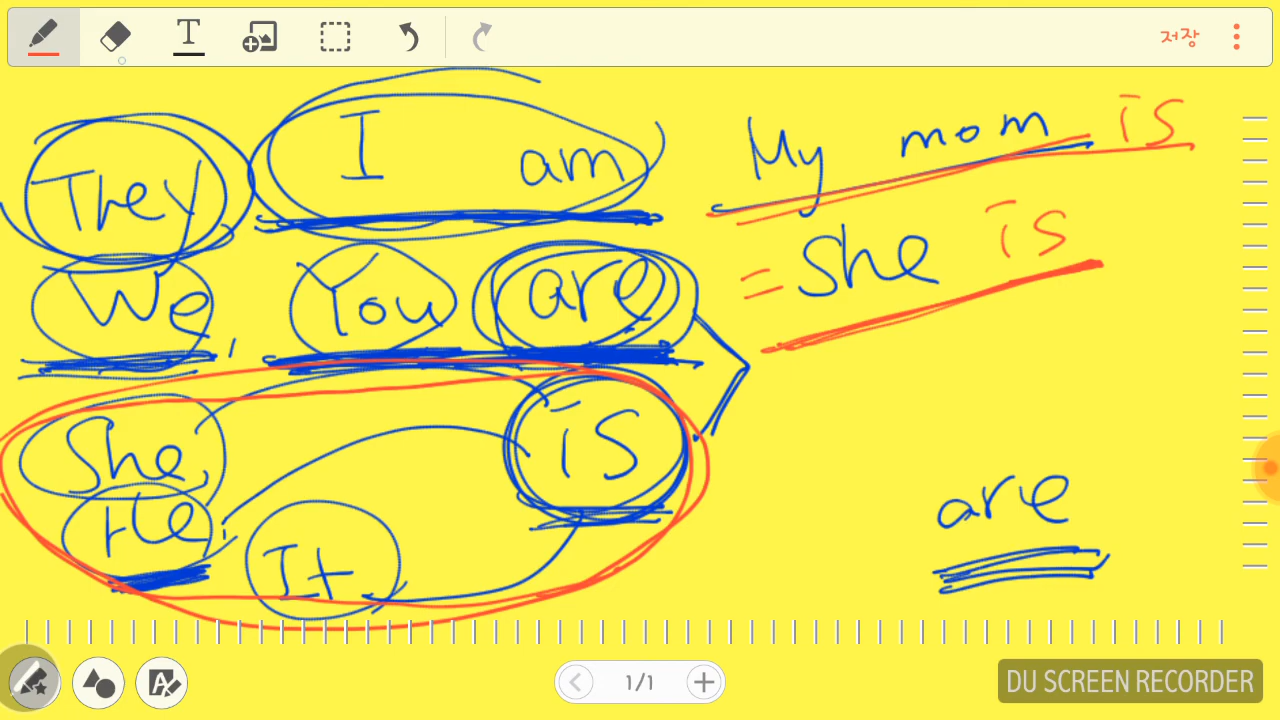 T
저장
They I am
We, You are
She, is
He,
It
My mom is
= She is
are
1/1
DU SCREEN RECORDER